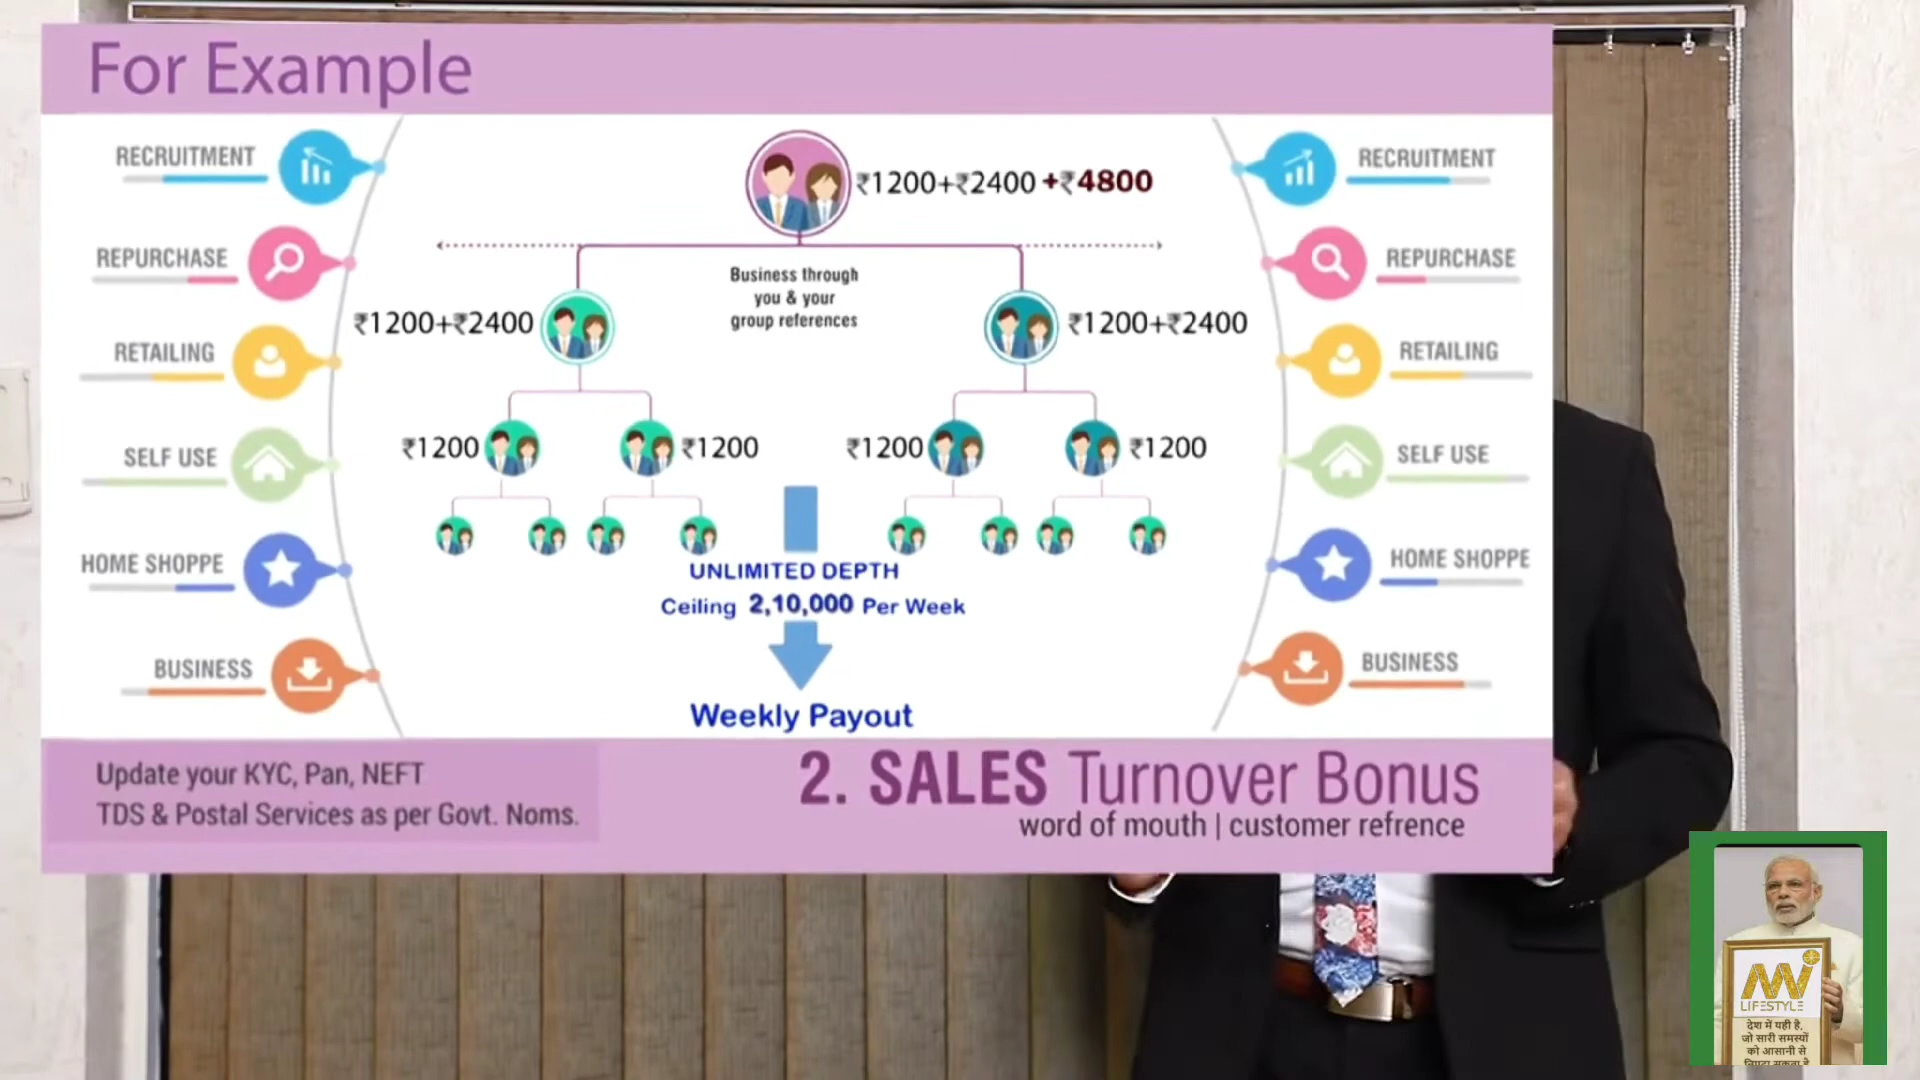 For Example
RECRUITMENT
REPURCHASE
RETAILING
SELF USE
HOME SHOPPE
BUSINESS
₹1200+₹2400 +₹4800
Business through
you & your
group references
₹1200+₹2400
₹1200+₹2400
₹1200
₹1200
₹1200
₹1200
UNLIMITED DEPTH
Ceiling 2,10,000 Per Week
Weekly Payout
RECRUITMENT
REPURCHASE
RETAILING
SELF USE
HOME SHOPPE
BUSINESS
Update your KYC, Pan, NEFT
TDS & Postal Services as per Govt. Noms.
2. SALES Turnover Bonus
word of mouth | customer refrence
MV
LIFESTYLE
देश में यही है,
जो सारी समस्यों
को आसानी से